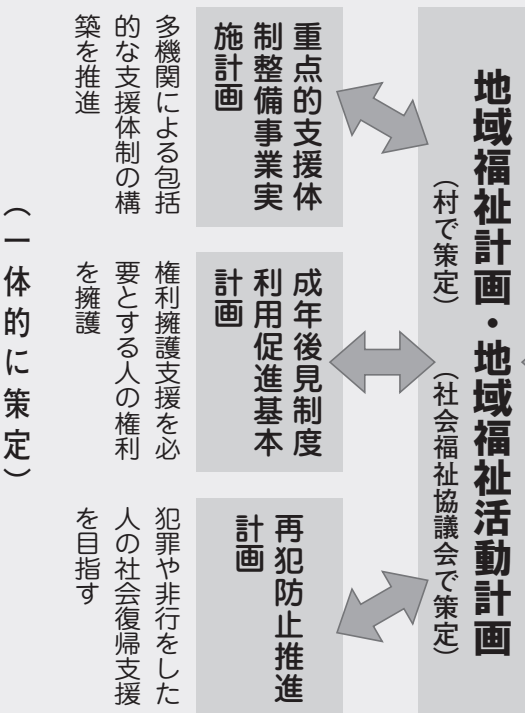 地域福祉計画・地域福祉活動計画
（村で策定）
（社会福祉協議会で策定）
重点的支援体
制整備事業実
施計画
多機関による包括
的な支援体制の構
築を推進
成年後見制度
利用促進基本
計画
権利擁護支援を必
要とする人の権利
を擁護
再犯防止推進
計画
犯罪や非行をした
人の社会復帰支援
を目指す
（一体的に策定）